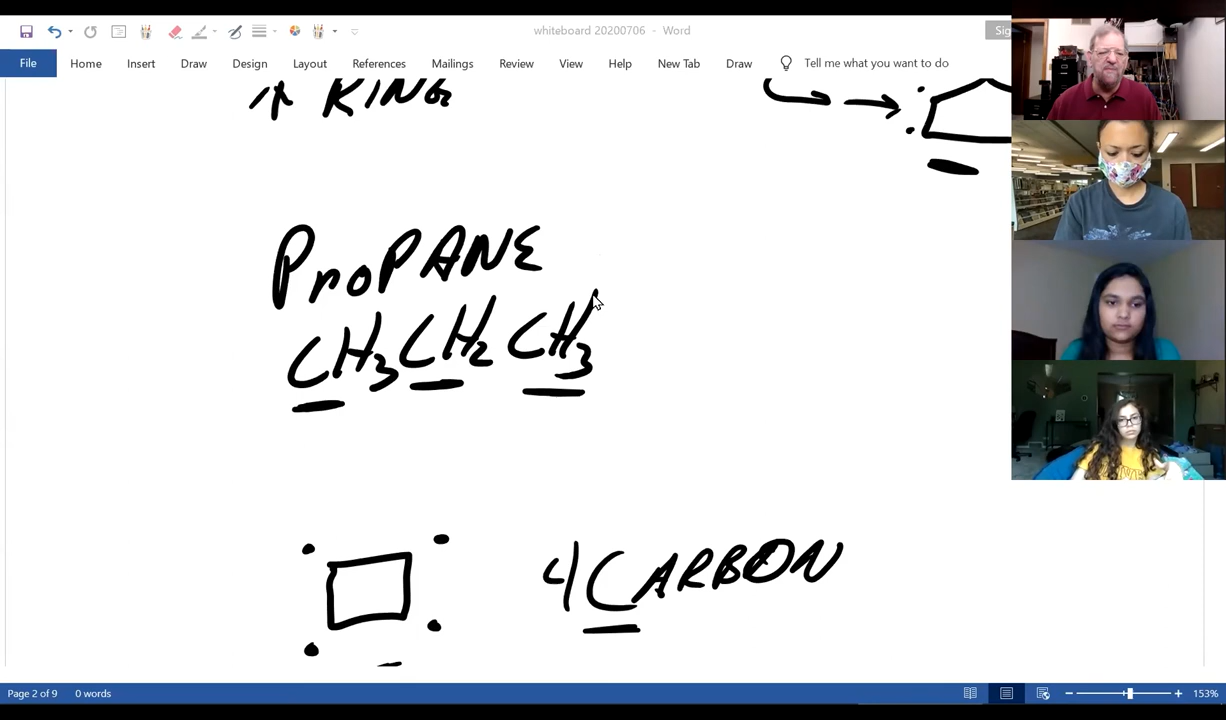 whiteboard 20200706 - Word
File Home Insert Draw Design Layout References Mailings Review View Help New Tab Draw Tell me what you want to do
KING
ProPANE
CH3CH2CH3
4 CARBON
Page 2 of 9 0 words 153%